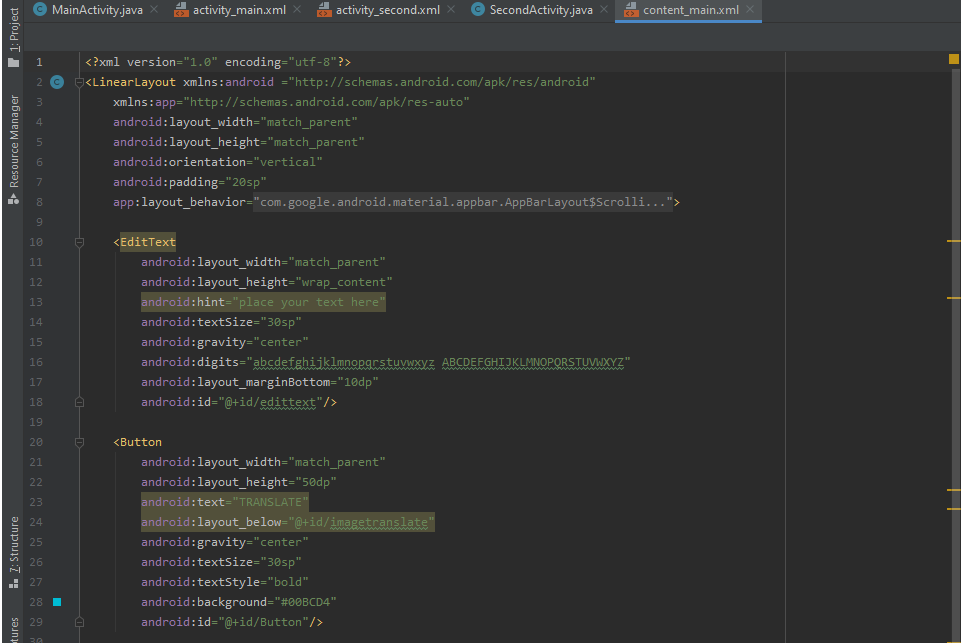 MainActivity.java
activity_main.xml
activity_second.xml
SecondActivity.java
content_main.xml
1: Project
Resource Manager
7: Structure
1 <?xml version="1.0" encoding="utf-8"?>
2 <LinearLayout xmlns:android ="http://schemas.android.com/apk/res/android"
3 xmlns:app="http://schemas.android.com/apk/res-auto"
4 android:layout_width="match_parent"
5 android:layout_height="match_parent"
6 android:orientation="vertical"
7 android:padding="20sp"
8 app:layout_behavior="com.google.android.material.appbar.AppBarLayout$Scrolli...">
9
10 <EditText
11 android:layout_width="match_parent"
12 android:layout_height="wrap_content"
13 android:hint="place your text here"
14 android:textSize="30sp"
15 android:gravity="center"
16 android:digits="abcdefghijklmnopqrstuvwxyz ABCDEFGHIJKLMNOPQRSTUVWXYZ"
17 android:layout_marginBottom="10dp"
18 android:id="@+id/edittext"/>
19
20 <Button
21 android:layout_width="match_parent"
22 android:layout_height="50dp"
23 android:text="TRANSLATE"
24 android:layout_below="@+id/imagetranslate"
25 android:gravity="center"
26 android:textSize="30sp"
27 android:textStyle="bold"
28 android:background="#00BCD4"
29 android:id="@+id/Button"/>
30